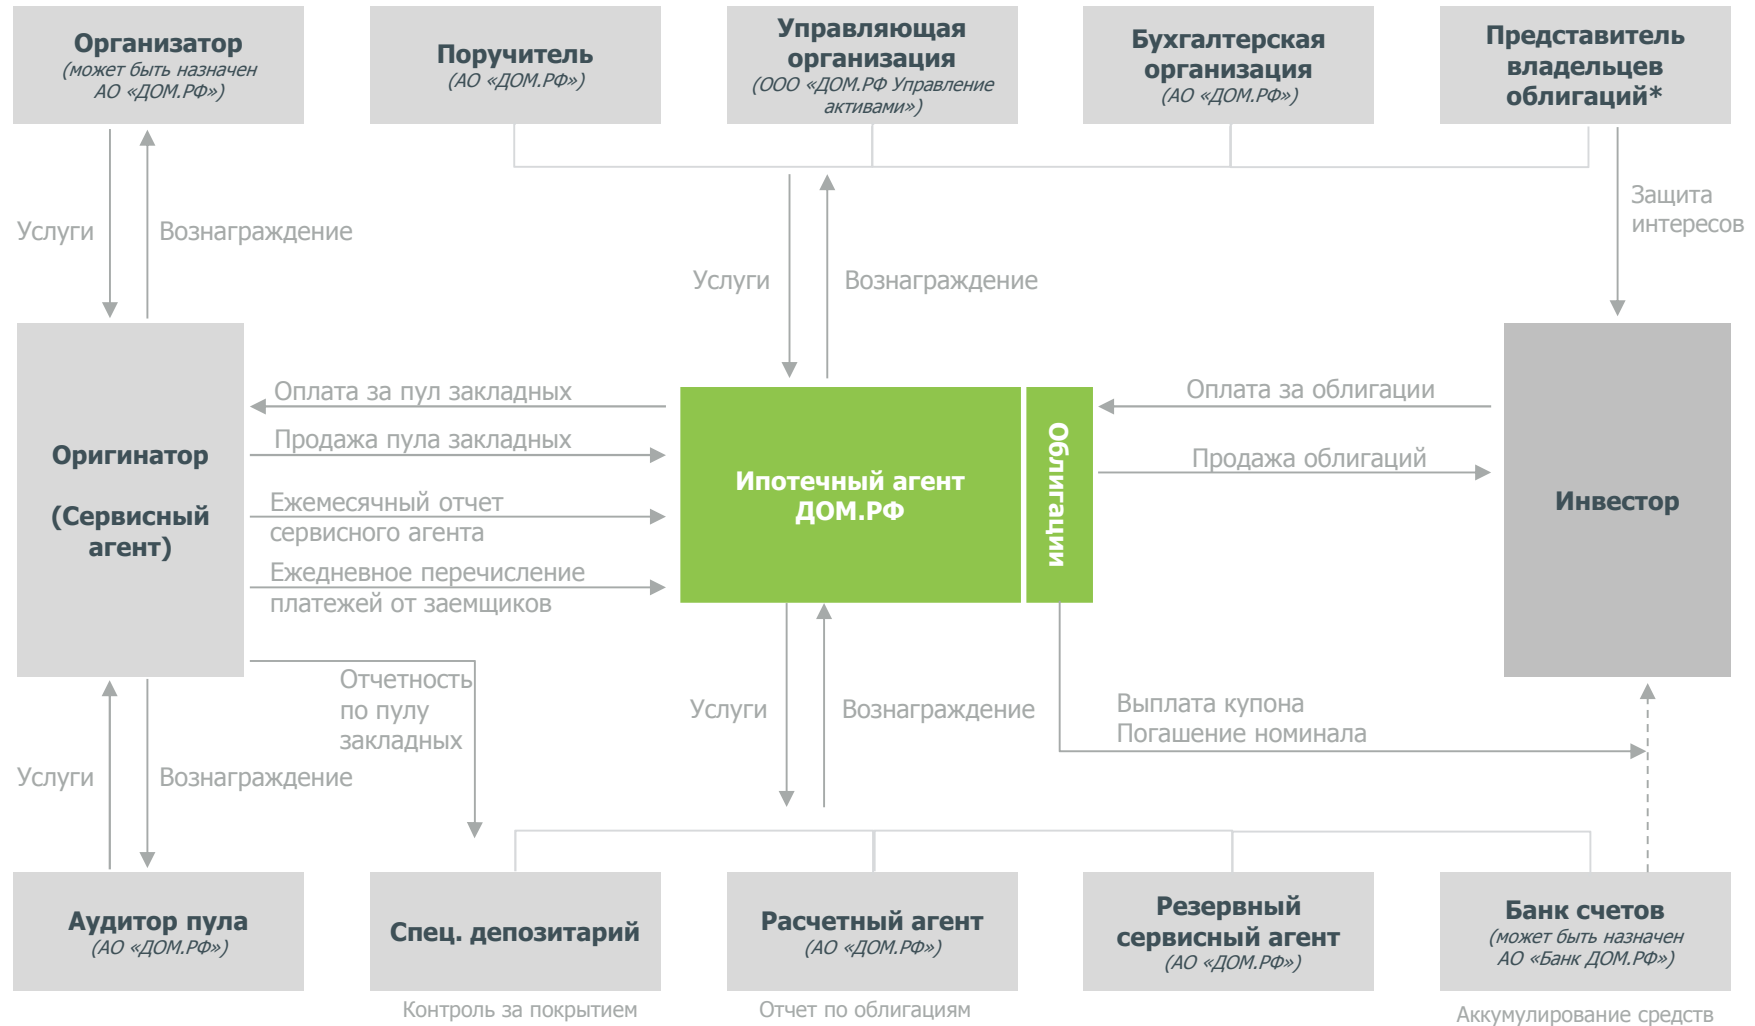 Организатор
(может быть назначен
АО «ДОМ.РФ»)
Поручитель
(АО «ДОМ.РФ»)
Управляющая
организация
(ООО «ДОМ.РФ Управление
активами»)
Бухгалтерская
организация
(АО «ДОМ.РФ»)
Представитель
владельцев
облигаций*
Услуги
Вознаграждение
Услуги
Вознаграждение
Защита
интересов
Оригинатор
(Сервисный
агент)
Оплата за пул закладных
Продажа пула закладных
Ежемесячный отчет
сервисного агента
Ежедневное перечисление
платежей от заемщиков
Ипотечный агент
ДОМ.РФ
Облигации
Оплата за облигации
Продажа облигаций
Инвестор
Отчетность
по пулу
закладных
Услуги
Вознаграждение
Услуги
Вознаграждение
Выплата купона
Погашение номинала
Аудитор пула
(АО «ДОМ.РФ»)
Спец. депозитарий
Расчетный агент
(АО «ДОМ.РФ»)
Резервный
сервисный агент
(АО «ДОМ.РФ»)
Банк счетов
(может быть назначен
АО «Банк ДОМ.РФ»)
Контроль за покрытием
Отчет по облигациям
Аккумулирование средств